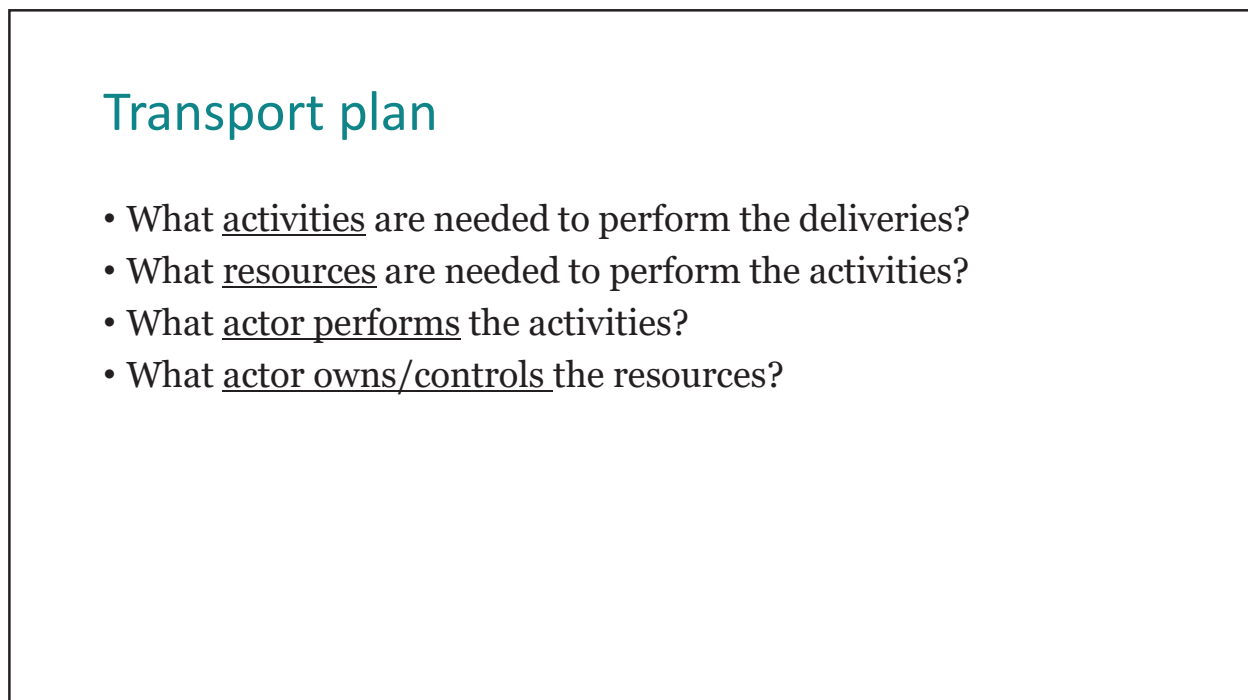 Transport plan
• What activities are needed to perform the deliveries?
• What resources are needed to perform the activities?
• What actor performs the activities?
• What actor owns/controls the resources?